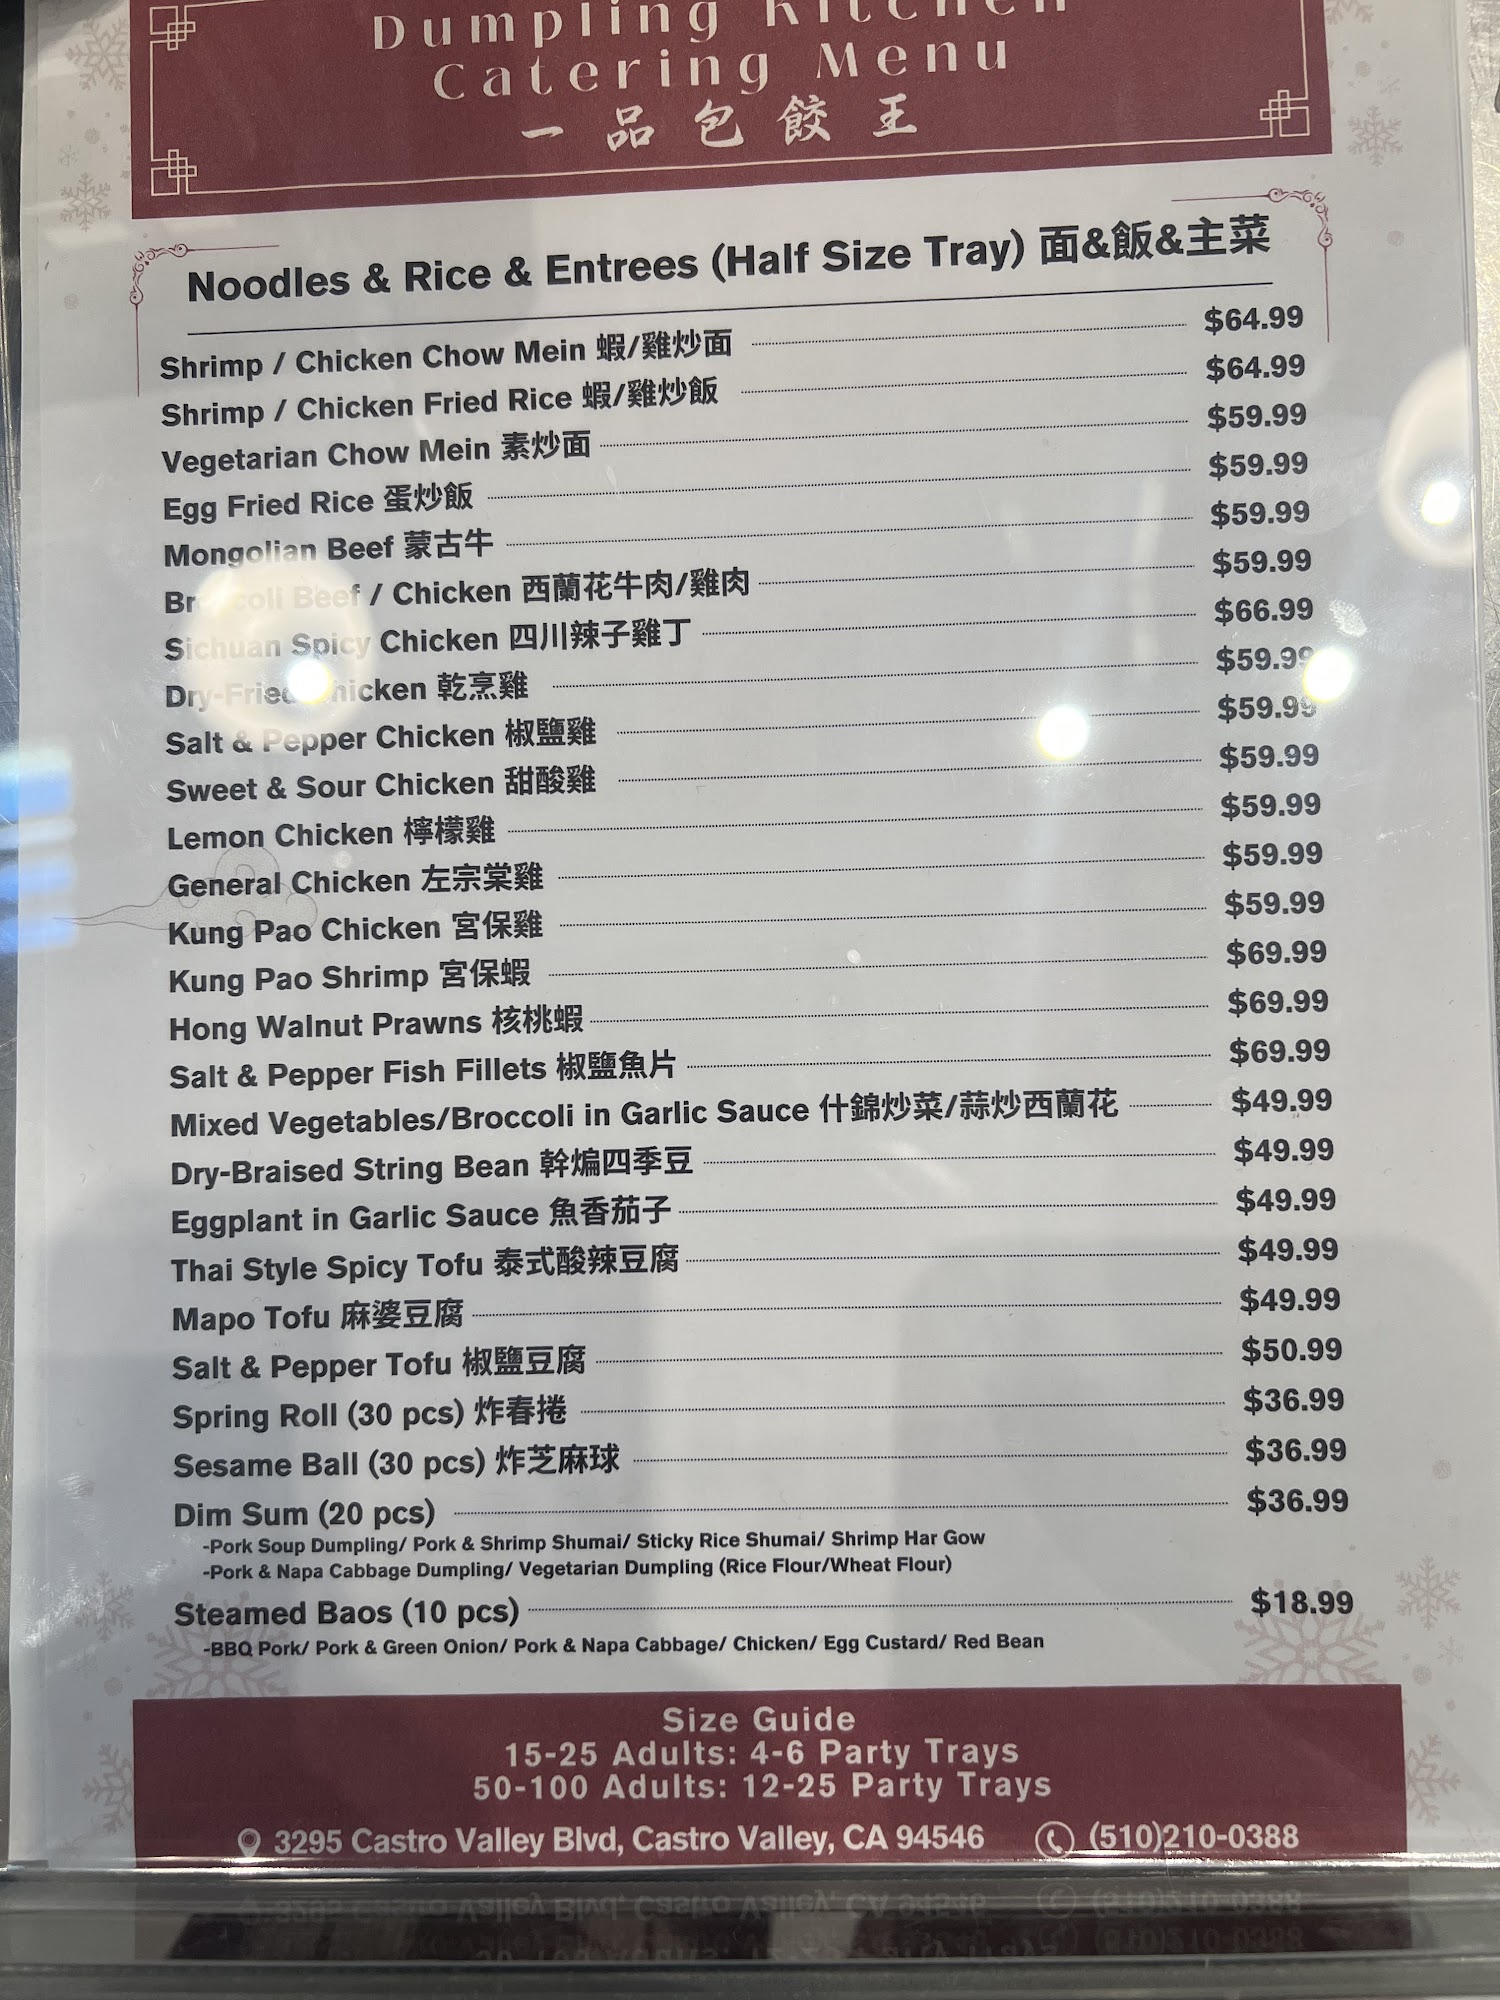 Dumpling Kitchen
Catering Menu
一品包餃王
Noodles & Rice & Entrees (Half Size Tray) 面&飯&主菜
Shrimp / Chicken Chow Mein 蝦/雞炒面 $64.99
Shrimp / Chicken Fried Rice 蝦/雞炒飯 $64.99
Vegetarian Chow Mein 素炒面 $59.99
Egg Fried Rice 蛋炒飯 $59.99
Mongolian Beef 蒙古牛 $59.99
Broccoli Beef / Chicken 西蘭花牛肉/雞肉 $59.99
Sichuan Spicy Chicken 四川辣子雞丁 $66.99
Dry-Fried Chicken 乾烹雞 $59.99
Salt & Pepper Chicken 椒鹽雞 $59.99
Sweet & Sour Chicken 甜酸雞 $59.99
Lemon Chicken 檸檬雞 $59.99
General Chicken 左宗棠雞 $59.99
Kung Pao Chicken 宮保雞 $59.99
Kung Pao Shrimp 宮保蝦 $69.99
Hong Walnut Prawns 核桃蝦 $69.99
Salt & Pepper Fish Fillets 椒鹽魚片 $69.99
Mixed Vegetables/Broccoli in Garlic Sauce 什錦炒菜/蒜炒西蘭花 $49.99
Dry-Braised String Bean 幹煸四季豆 $49.99
Eggplant in Garlic Sauce 魚香茄子 $49.99
Thai Style Spicy Tofu 泰式酸辣豆腐 $49.99
Mapo Tofu 麻婆豆腐 $49.99
Salt & Pepper Tofu 椒鹽豆腐 $50.99
Spring Roll (30 pcs) 炸春捲 $36.99
Sesame Ball (30 pcs) 炸芝麻球 $36.99
Dim Sum (20 pcs) $36.99
-Pork Soup Dumpling/ Pork & Shrimp Shumai/ Sticky Rice Shumai/ Shrimp Har Gow
-Pork & Napa Cabbage Dumpling/ Vegetarian Dumpling (Rice Flour/Wheat Flour)
Steamed Baos (10 pcs) $18.99
-BBQ Pork/ Pork & Green Onion/ Pork & Napa Cabbage/ Chicken/ Egg Custard/ Red Bean
Size Guide
15-25 Adults: 4-6 Party Trays
50-100 Adults: 12-25 Party Trays
3295 Castro Valley Blvd, Castro Valley, CA 94546 (510)210-0388